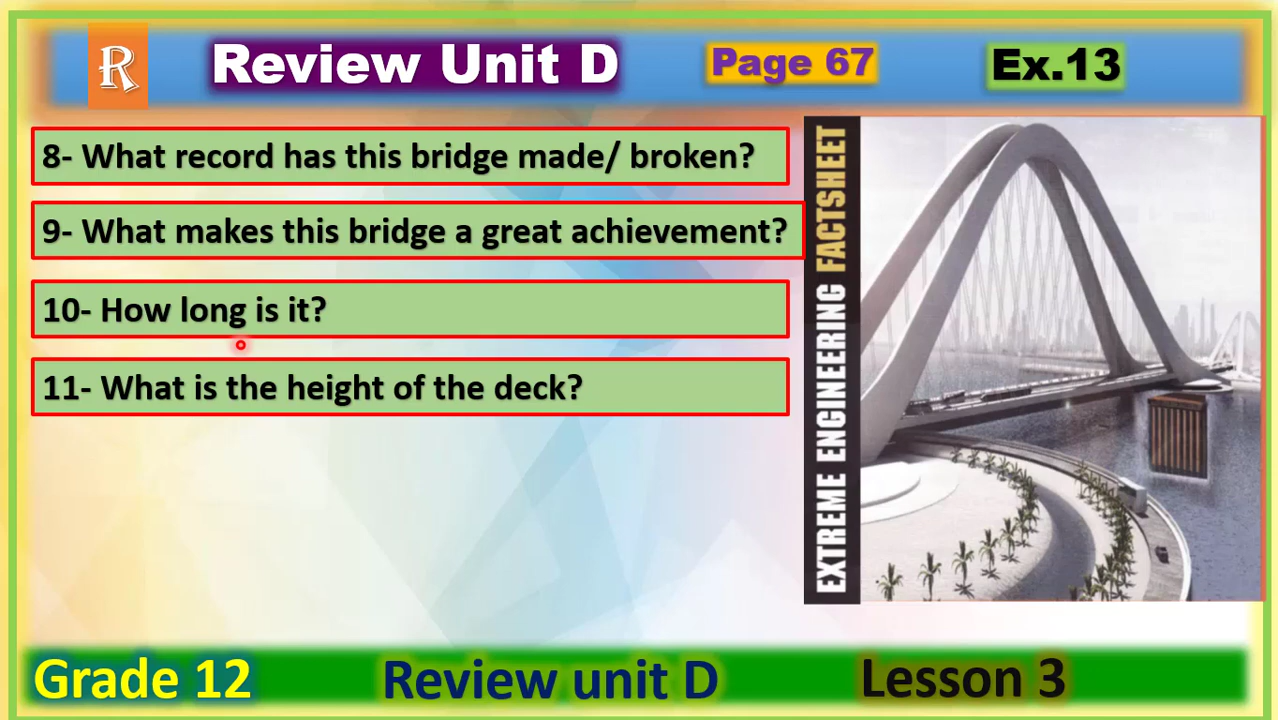 R
Review Unit D
Page 67
Ex.13
8- What record has this bridge made/ broken?
9- What makes this bridge a great achievement?
10- How long is it?
11- What is the height of the deck?
EXTREME ENGINEERING FACTSHEET
Grade 12
Review unit D
Lesson 3